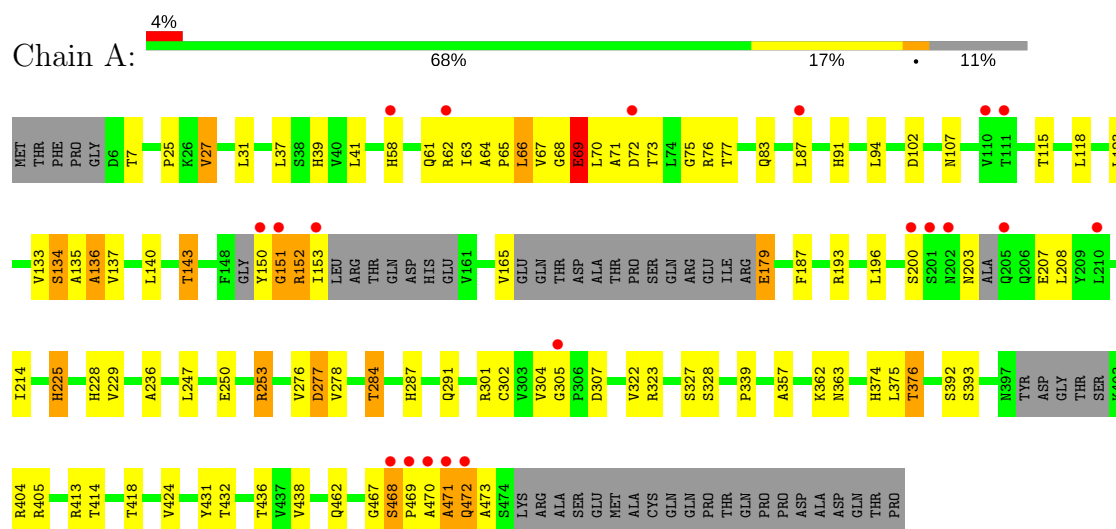 4%
Chain A:
68% 17% • 11%
MET THR PHE PRO GLY D6 T7 P25 K26 V27 L31 L37 S38 H39 V40 L41 H58 Q61 R62 I63 A64 P65 L66 V67 G68 E69 L70 A71 D72 T73 L74 G75 R76 T77 Q83 L87 H91 L94 D102 N107 V110 T111 T115 L118
V133 S134 A135 A136 V137 L140 T143 F148 GLY Y150 G151 R152 I153 LEU ARG THR GLN ASP HIS GLU V161 V165 GLU GLN THR ASP ALA THR PRO SER GLN ARG GLU ILE ARG E179 F187 R193 L196 S200 S201 N202 N203 ALA Q205 Q206 E207 L208 Y209 L210
I214 H225 H228 V229 A236 L247 E250 R253 V276 D277 V278 T284 H287 Q291 R301 C302 V303 V304 G305 P306 D307 V322 R323 S327 S328 P339 A357 K362 N363 H374 L375 T376 S392 S393 N397 TYR ASP GLY THR SER
R404 R405 R413 T414 T418 V424 Y431 T432 T436 V437 V438 Q462 G467 S468 P469 A470 A471 Q472 A473 S474 LYS ARG ALA SER GLU MET ALA CYS GLN GLN PRO THR GLN PRO PRO ASP ALA ASP GLN THR PRO